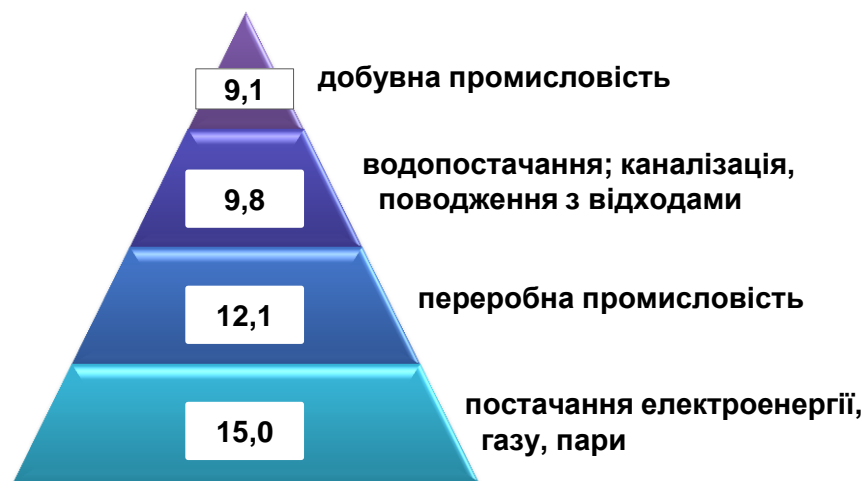 9,1
добувна промисловість
9,8
водопостачання; каналізація,
поводження з відходами
12,1
переробна промисловість
15,0
постачання електроенергії,
газу, пари